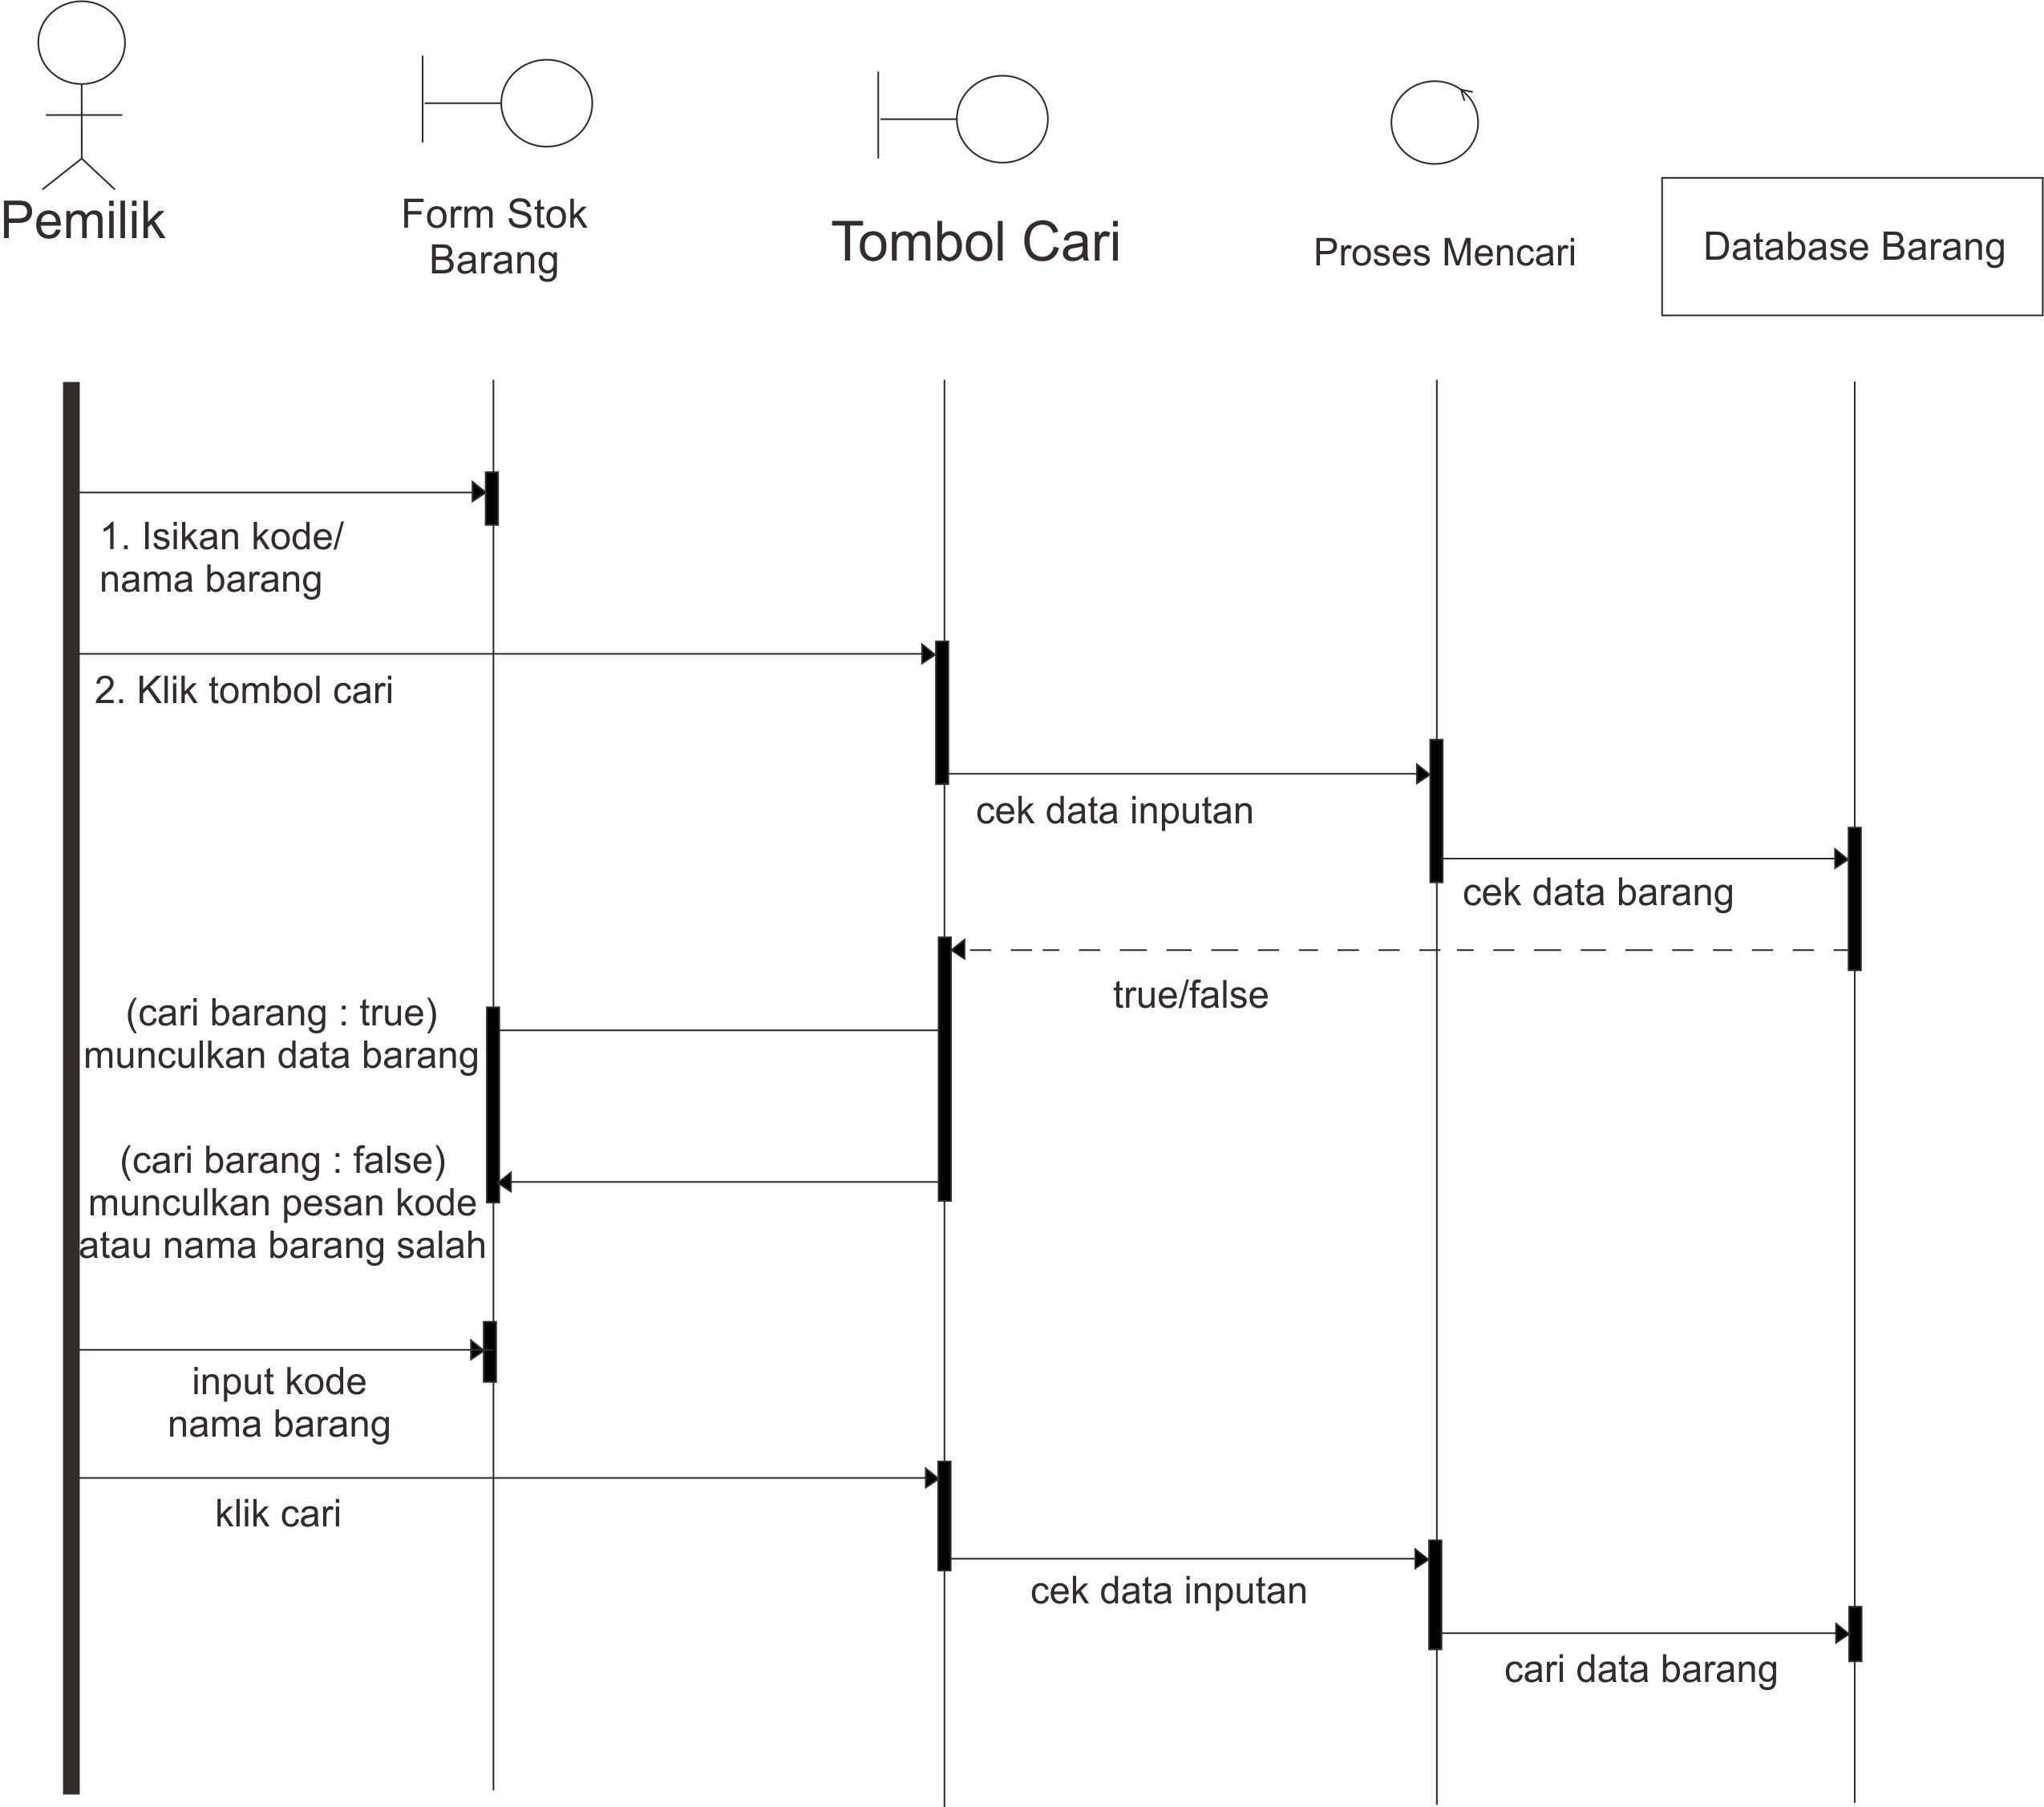 Pemilik
Form Stok
Barang
Tombol Cari
Proses Mencari
Database Barang
1. Isikan kode/
nama barang
2. Klik tombol cari
cek data inputan
cek data barang
true/false
(cari barang : true)
munculkan data barang
(cari barang : false)
munculkan pesan kode
atau nama barang salah
input kode
nama barang
klik cari
cek data inputan
cari data barang